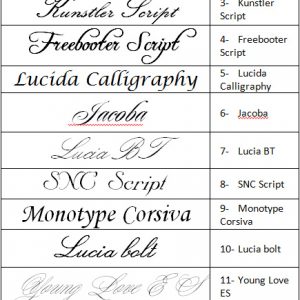 Kunstler Script
3- Kunstler
Script
Freebooter Script
4- Freebooter
Script
Lucida Calligraphy
5- Lucida
Calligraphy
Jacoba
6- Jacoba
Lucia BT
7- Lucia BT
SNC Script
8- SNC Script
Monotype Corsiva
9- Monotype
Corsiva
Lucia bolt
10- Lucia bolt
Young Love E S
11- Young Love
ES